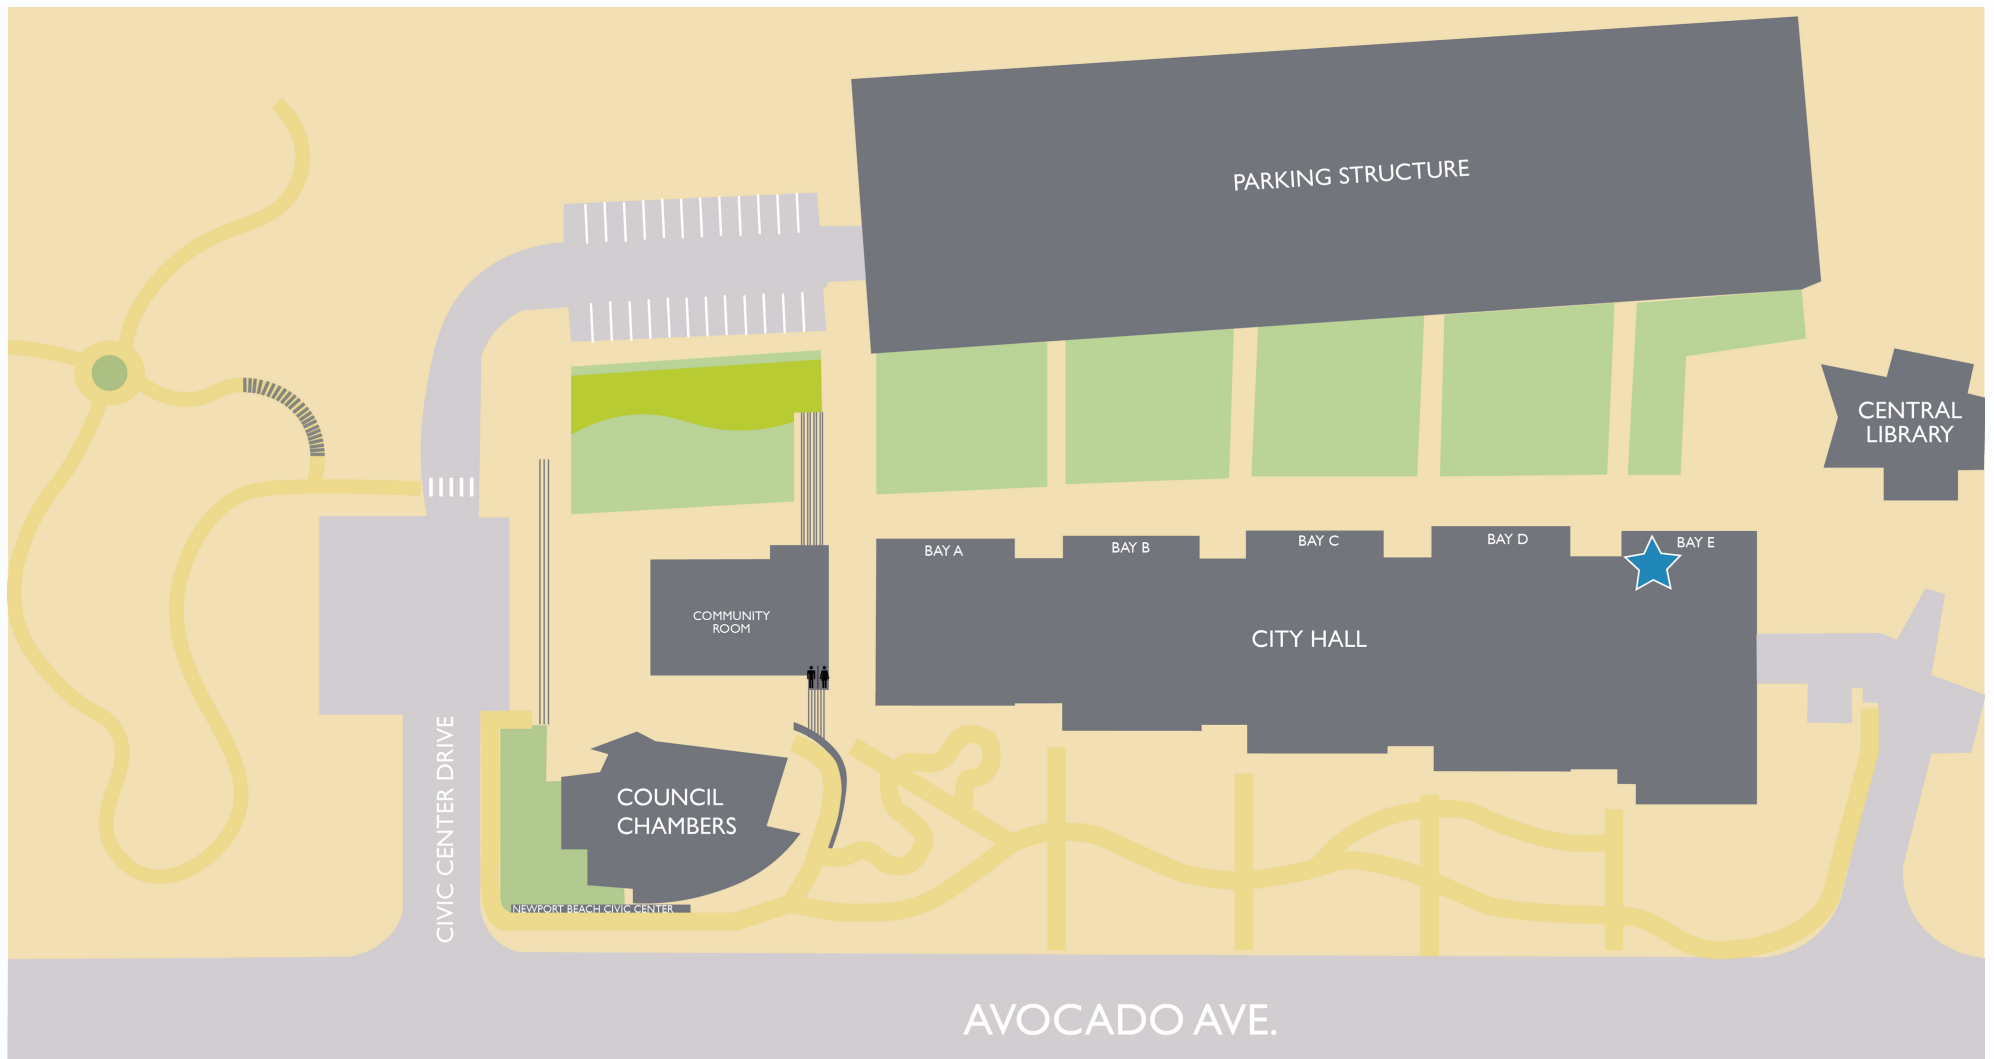 PARKING STRUCTURE
CENTRAL
LIBRARY
BAY A
BAY B
BAY C
BAY D
BAY E
COMMUNITY
ROOM
CITY HALL
COUNCIL
CHAMBERS
CIVIC CENTER DRIVE
NEWPORT BEACH CIVIC CENTER
AVOCADO AVE.